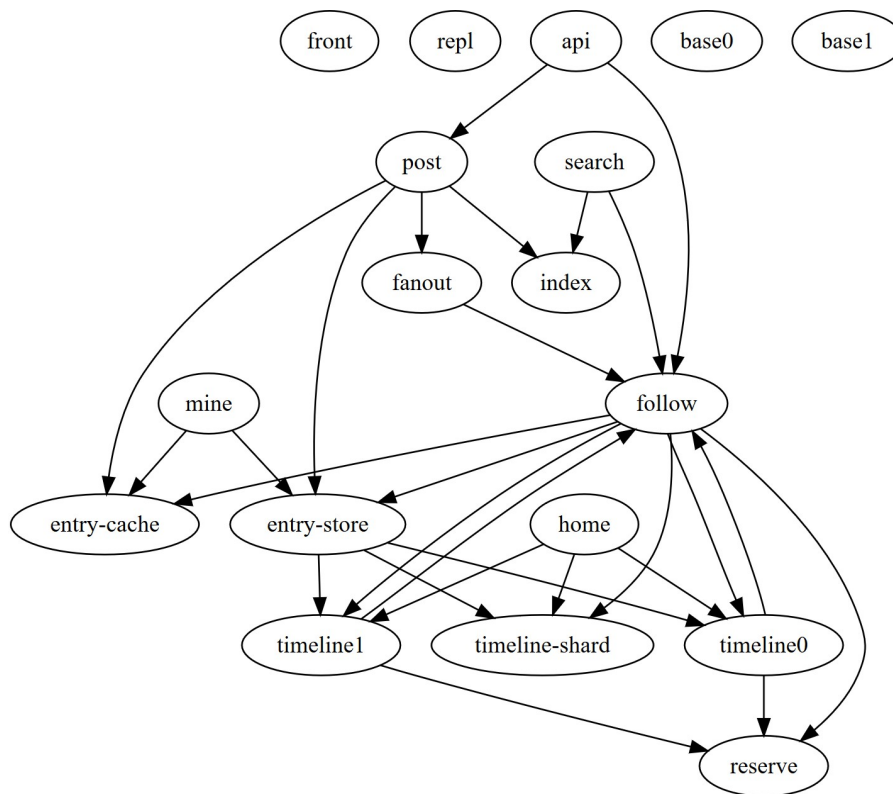 front
repl
api
base0
base1
post
search
fanout
index
mine
follow
entry-cache
entry-store
home
timeline1
timeline-shard
timeline0
reserve